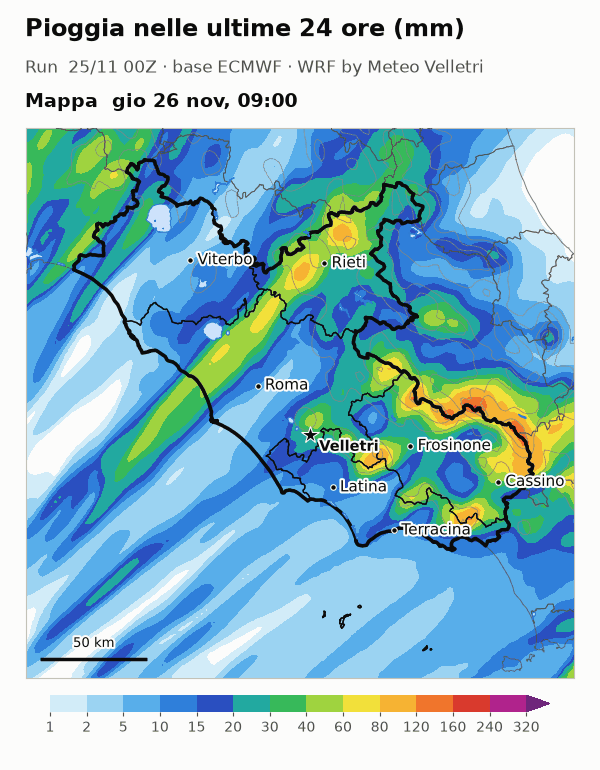 Pioggia nelle ultime 24 ore (mm)
Run  25/11 00Z · base ECMWF · WRF by Meteo Velletri
Mappa  gio 26 nov, 09:00
Viterbo
Rieti
Roma
Velletri
Frosinone
Latina
Cassino
Terracina
50 km
1 2 5 10 15 20 30 40 60 80 120 160 240 320